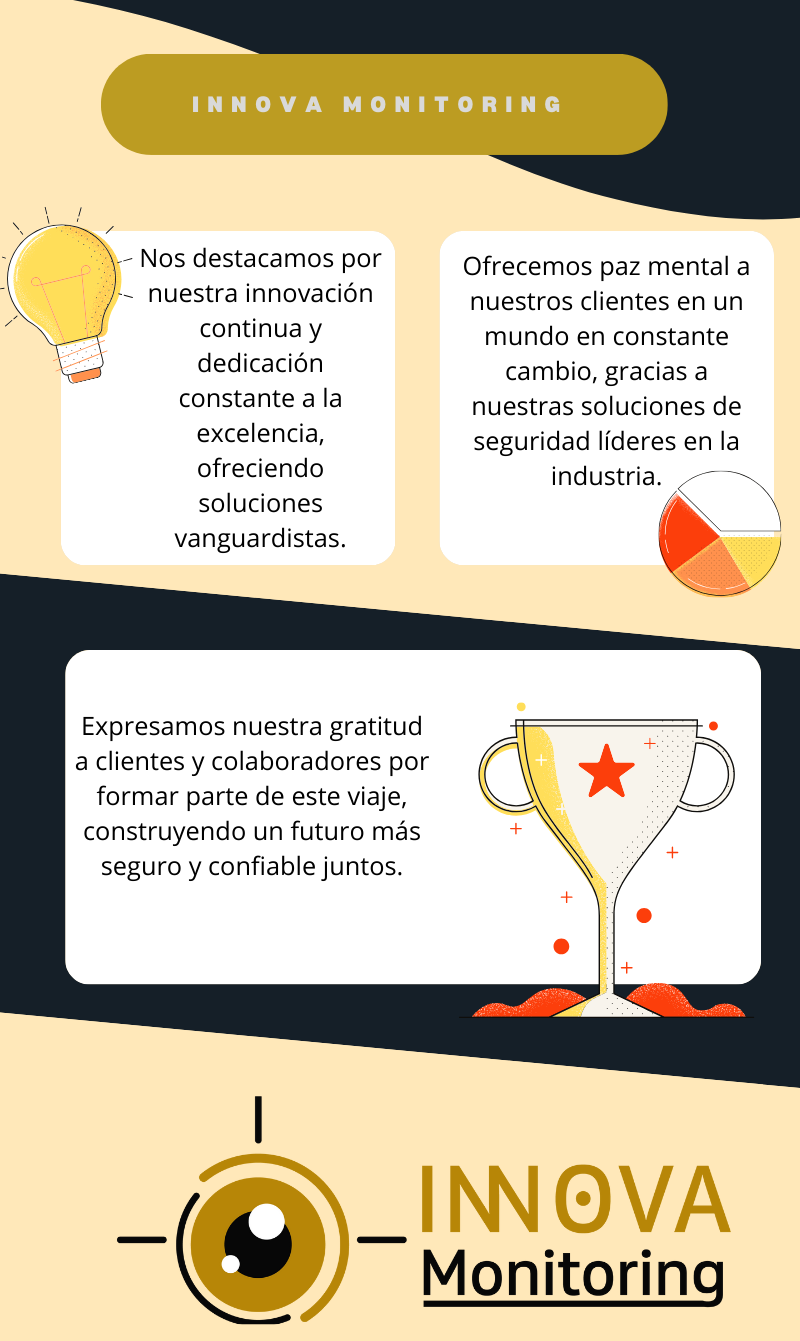 INNOVA MONITORING
Nos destacamos por
nuestra innovación
continua y
dedicación
constante a la
excelencia,
ofreciendo
soluciones
vanguardistas.
Ofrecemos paz mental a
nuestros clientes en un
mundo en constante
cambio, gracias a
nuestras soluciones de
seguridad líderes en la
industria.
Expresamos nuestra gratitud
a clientes y colaboradores por
formar parte de este viaje,
construyendo un futuro más
seguro y confiable juntos.
INNOVA
Monitoring